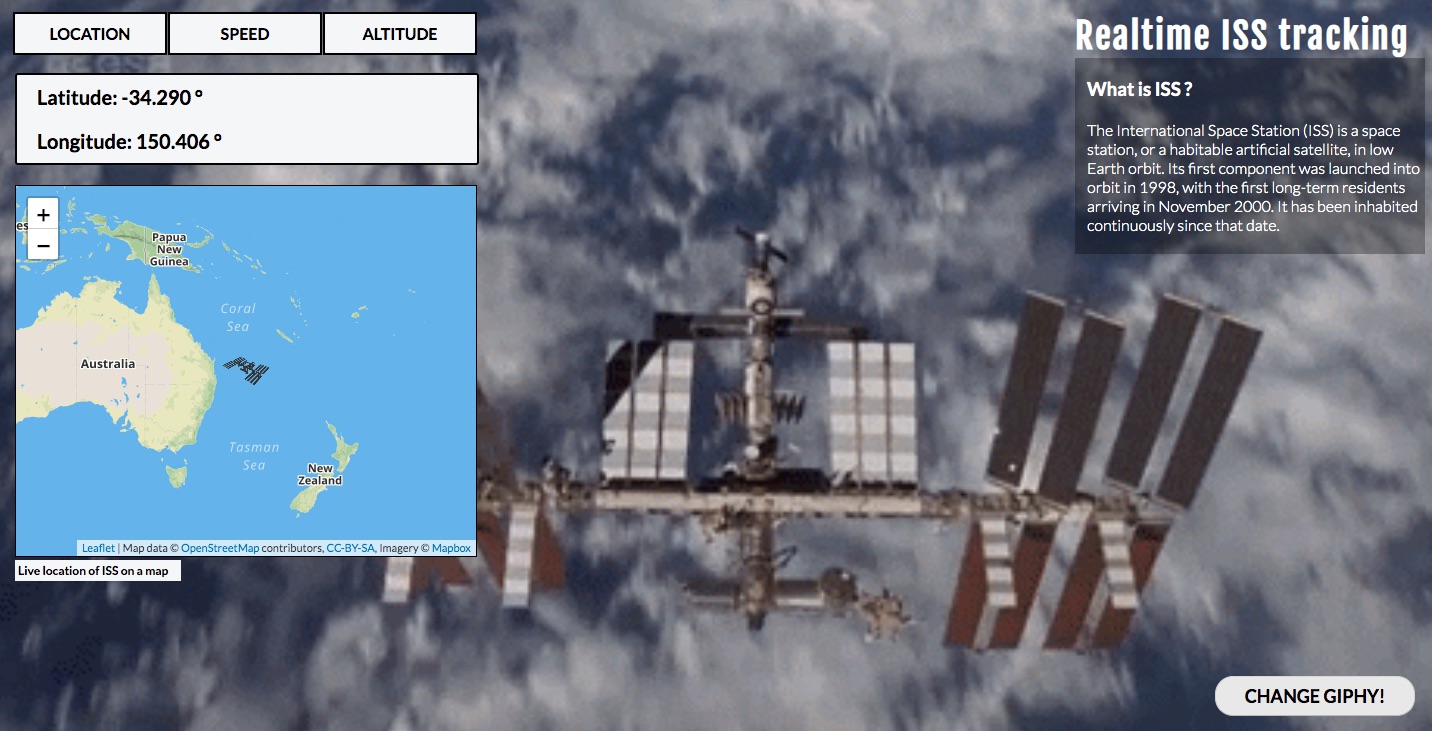 LOCATION
SPEED
ALTITUDE
Latitude: -34.290 °
Longitude: 150.406 °
+
−
es
Papua
New
Guinea
Coral
Sea
Australia
Tasman
Sea
New
Zealand
Leaflet | Map data © OpenStreetMap contributors, CC-BY-SA, Imagery © Mapbox
Live location of ISS on a map
Realtime ISS tracking
What is ISS ?
The International Space Station (ISS) is a space
station, or a habitable artificial satellite, in low
Earth orbit. Its first component was launched into
orbit in 1998, with the first long-term residents
arriving in November 2000. It has been inhabited
continuously since that date.
CHANGE GIPHY!